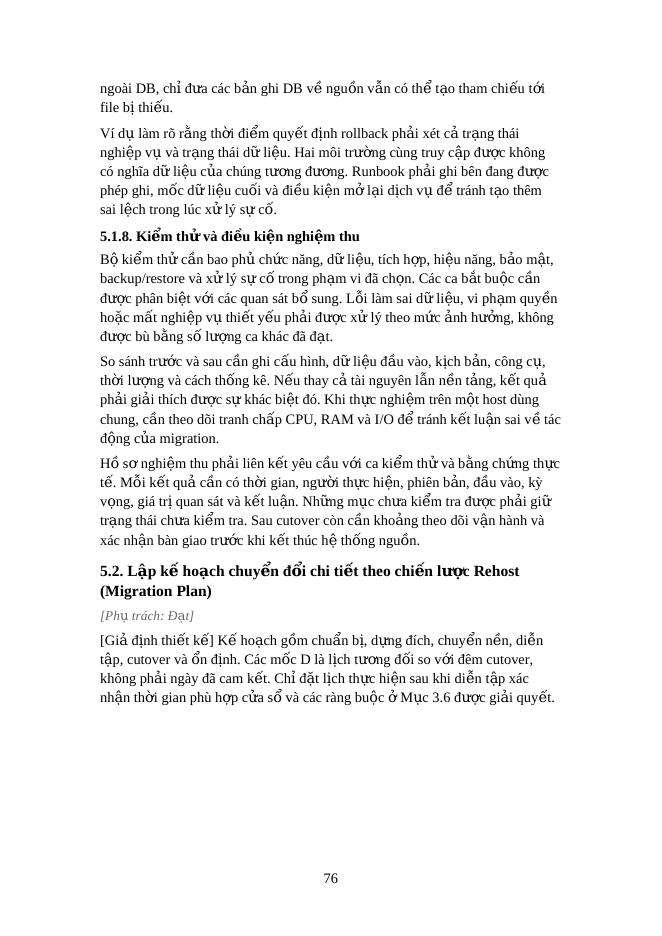 ngoài DB, chỉ đưa các bản ghi DB về nguồn vẫn có thể tạo tham chiếu tới
file bị thiếu.
Ví dụ làm rõ rằng thời điểm quyết định rollback phải xét cả trạng thái
nghiệp vụ và trạng thái dữ liệu. Hai môi trường cùng truy cập được không
có nghĩa dữ liệu của chúng tương đương. Runbook phải ghi bên đang được
phép ghi, mốc dữ liệu cuối và điều kiện mở lại dịch vụ để tránh tạo thêm
sai lệch trong lúc xử lý sự cố.
5.1.8. Kiểm thử và điều kiện nghiệm thu
Bộ kiểm thử cần bao phủ chức năng, dữ liệu, tích hợp, hiệu năng, bảo mật,
backup/restore và xử lý sự cố trong phạm vi đã chọn. Các ca bắt buộc cần
được phân biệt với các quan sát bổ sung. Lỗi làm sai dữ liệu, vi phạm quyền
hoặc mất nghiệp vụ thiết yếu phải được xử lý theo mức ảnh hưởng, không
được bù bằng số lượng ca khác đã đạt.
So sánh trước và sau cần ghi cấu hình, dữ liệu đầu vào, kịch bản, công cụ,
thời lượng và cách thống kê. Nếu thay cả tài nguyên lẫn nền tảng, kết quả
phải giải thích được sự khác biệt đó. Khi thực nghiệm trên một host dùng
chung, cần theo dõi tranh chấp CPU, RAM và I/O để tránh kết luận sai về tác
động của migration.
Hồ sơ nghiệm thu phải liên kết yêu cầu với ca kiểm thử và bằng chứng thực
tế. Mỗi kết quả cần có thời gian, người thực hiện, phiên bản, đầu vào, kỳ
vọng, giá trị quan sát và kết luận. Những mục chưa kiểm tra được phải giữ
trạng thái chưa kiểm tra. Sau cutover còn cần khoảng theo dõi vận hành và
xác nhận bàn giao trước khi kết thúc hệ thống nguồn.
5.2. Lập kế hoạch chuyển đổi chi tiết theo chiến lược Rehost
(Migration Plan)
[Phụ trách: Đạt]
[Giả định thiết kế] Kế hoạch gồm chuẩn bị, dựng đích, chuyển nền, diễn
tập, cutover và ổn định. Các mốc D là lịch tương đối so với đêm cutover,
không phải ngày đã cam kết. Chỉ đặt lịch thực hiện sau khi diễn tập xác
nhận thời gian phù hợp cửa sổ và các ràng buộc ở Mục 3.6 được giải quyết.
76